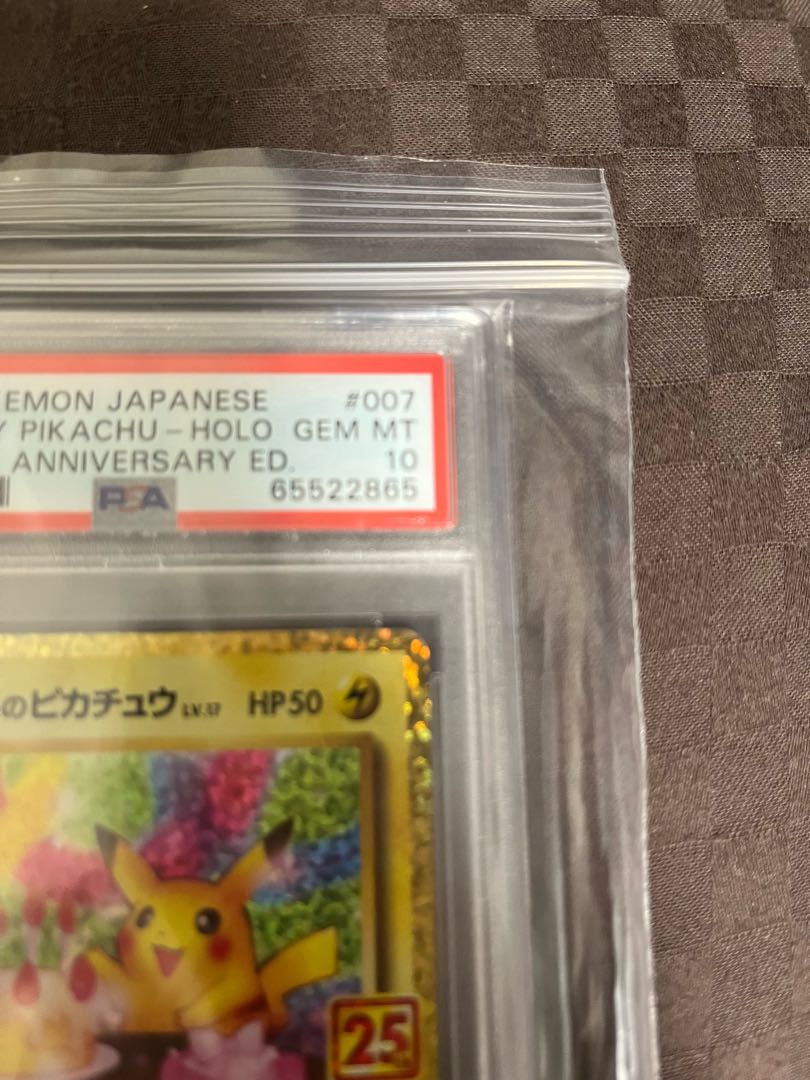 EMON JAPANESE #007
Y PIKACHU-HOLO GEM MT
ANNIVERSARY ED. 10
PSA 65522865
のピカチュウ LV.17 HP50
25